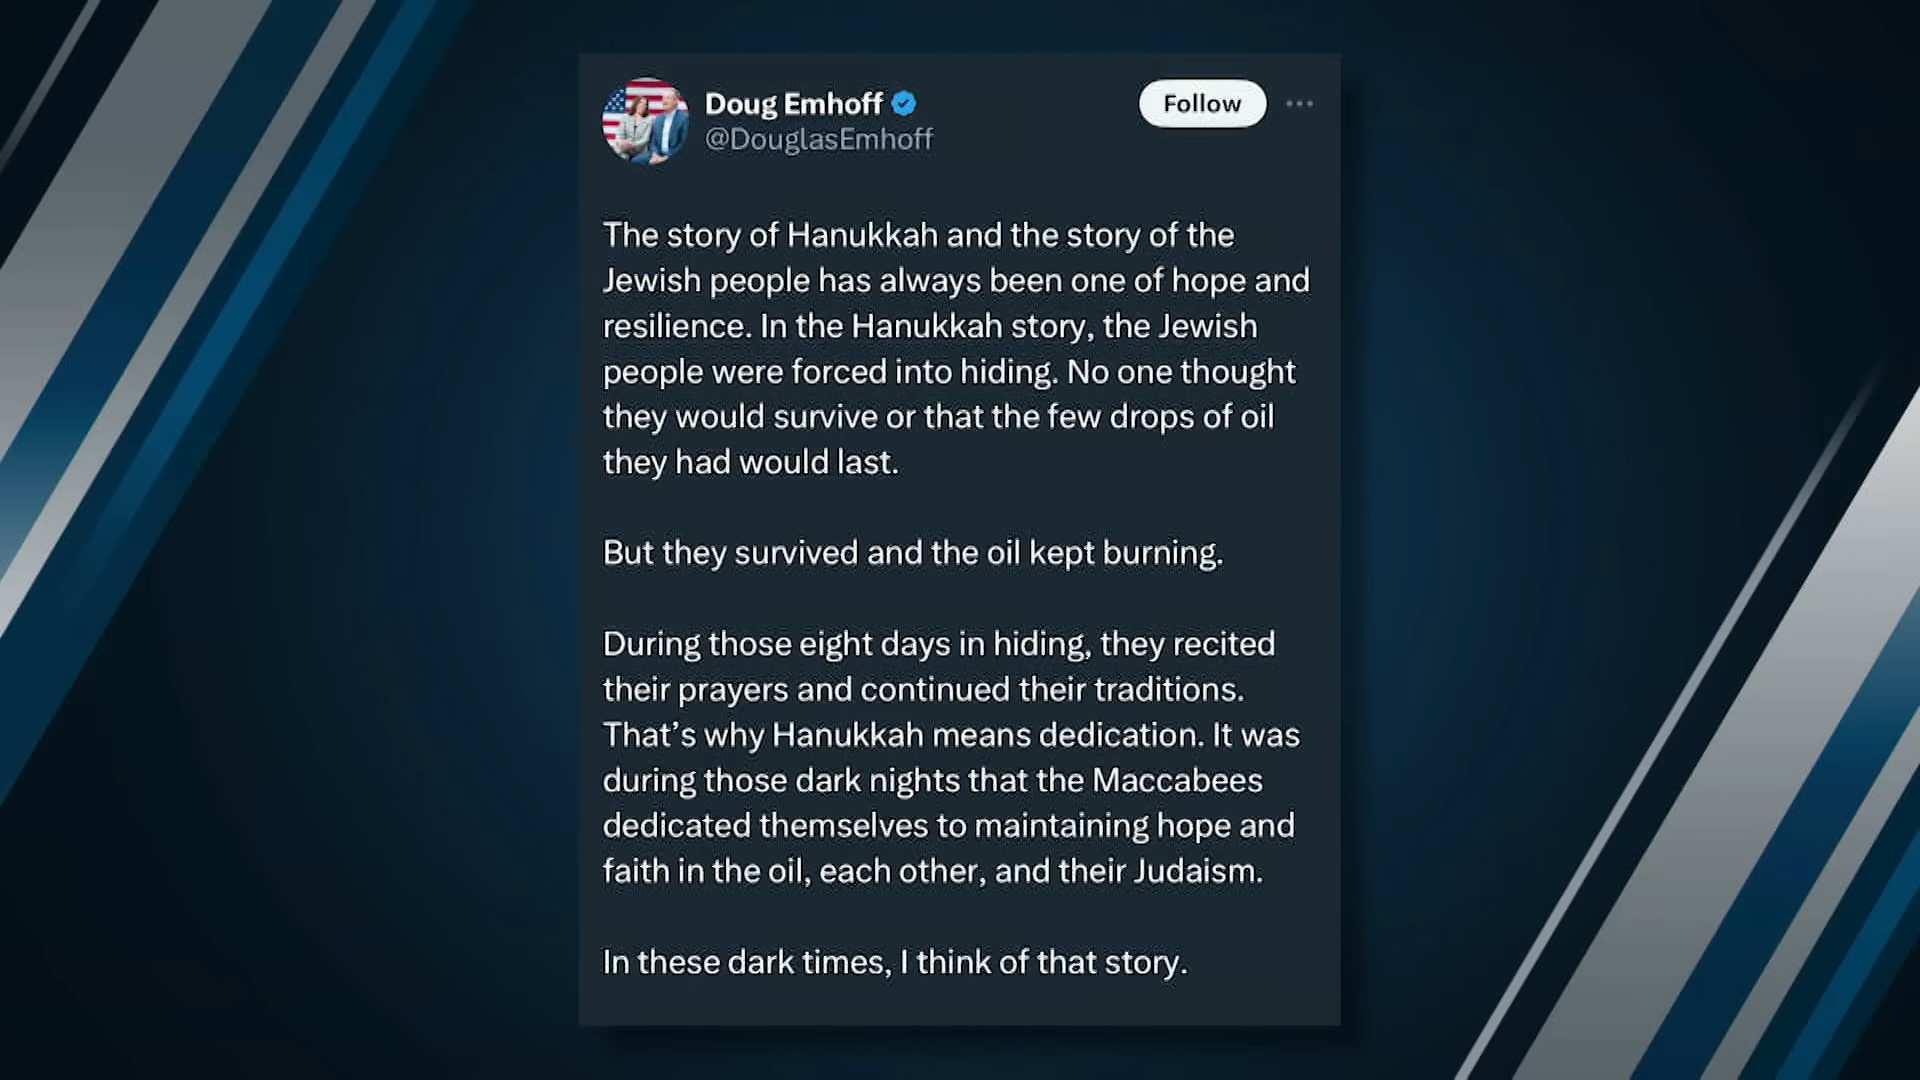 Doug Emhoff
@DouglasEmhoff
Follow
The story of Hanukkah and the story of the
Jewish people has always been one of hope and
resilience. In the Hanukkah story, the Jewish
people were forced into hiding. No one thought
they would survive or that the few drops of oil
they had would last.
But they survived and the oil kept burning.
During those eight days in hiding, they recited
their prayers and continued their traditions.
That’s why Hanukkah means dedication. It was
during those dark nights that the Maccabees
dedicated themselves to maintaining hope and
faith in the oil, each other, and their Judaism.
In these dark times, I think of that story.